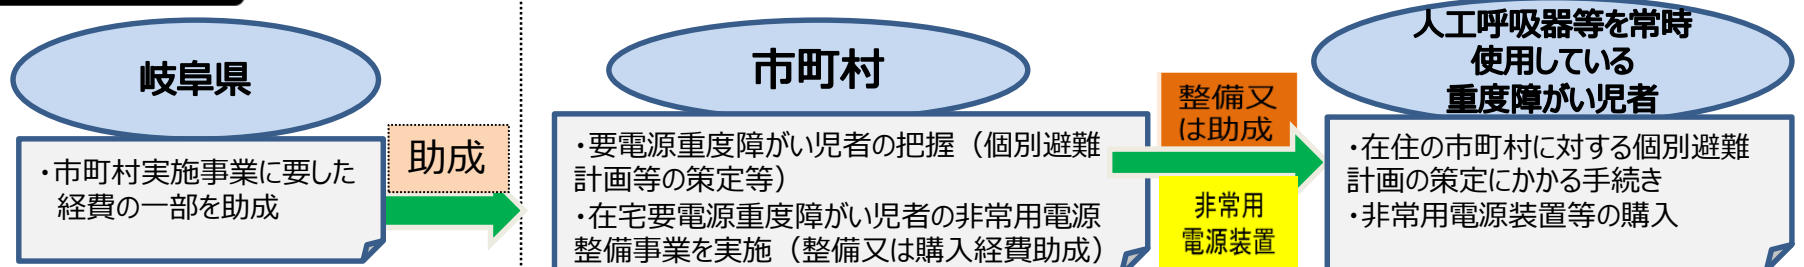 岐阜県
・市町村実施事業に要した
経費の一部を助成
助成
市町村
・要電源重度障がい児者の把握（個別避難
計画等の策定等）
・在宅要電源重度障がい児者の非常用電源
整備事業を実施（整備又は購入経費助成）
整備又
は助成
非常用
電源装置
人工呼吸器等を常時
使用している
重度障がい児者
・在住の市町村に対する個別避難
計画の策定にかかる手続き
・非常用電源装置等の購入